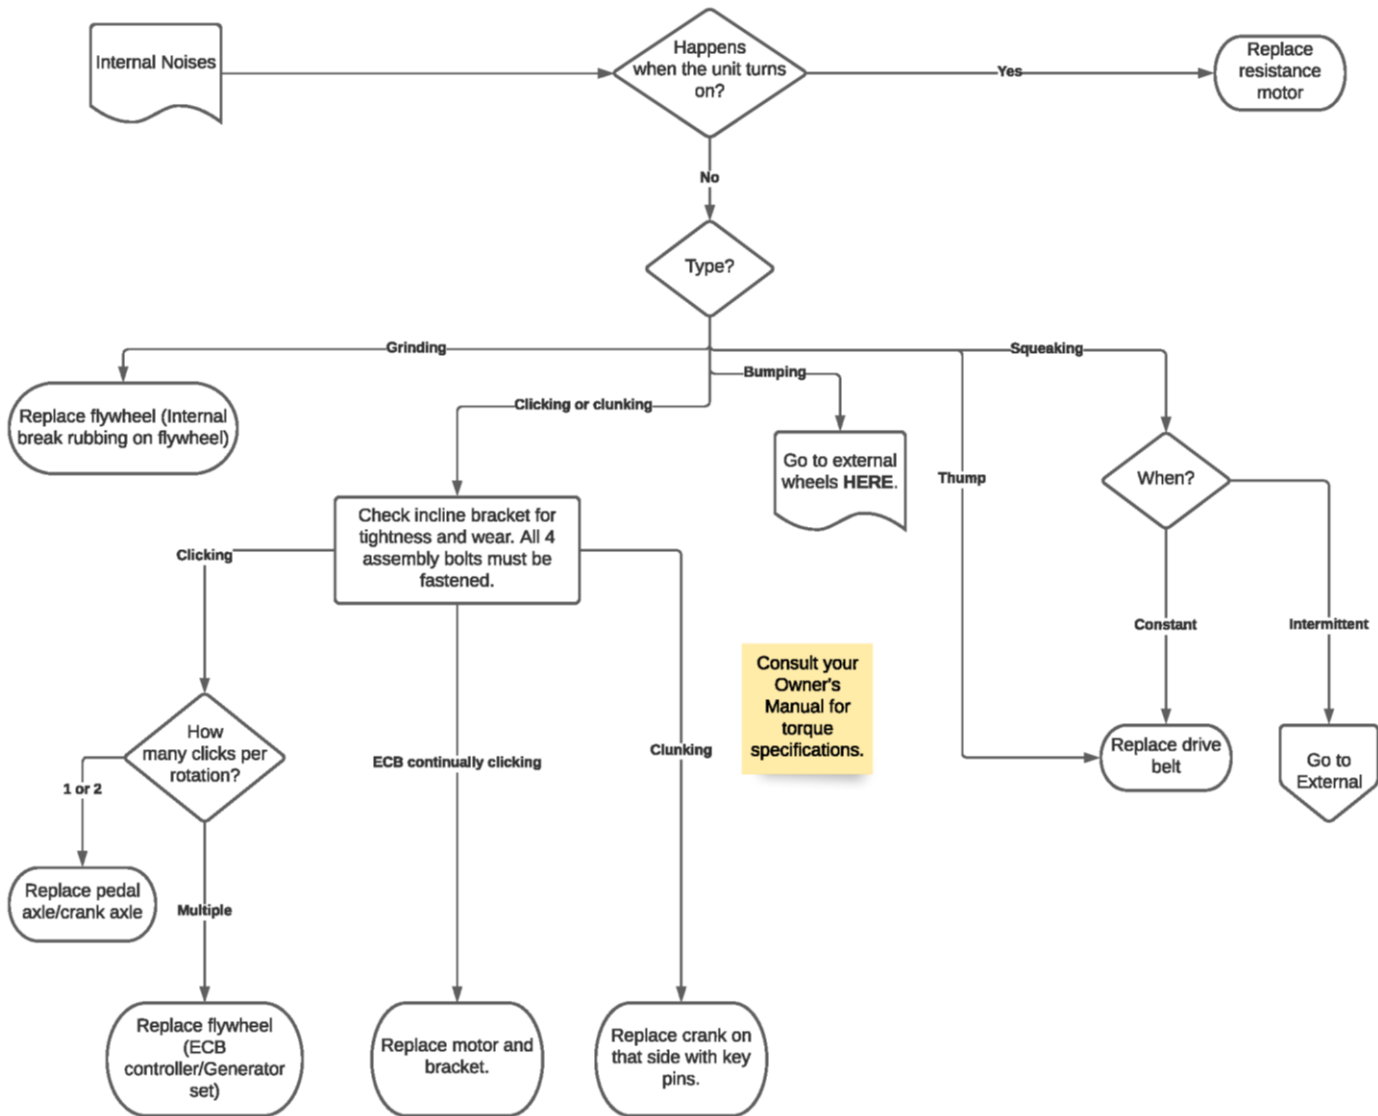 Internal Noises
Happens
when the unit turns
on?
Yes
Replace
resistance
motor
No
Type?
Grinding
Squeaking
Bumping
Clicking or clunking
Replace flywheel (Internal
break rubbing on flywheel)
Go to external
wheels HERE.
Thump
When?
Check incline bracket for
tightness and wear. All 4
assembly bolts must be
fastened.
Clicking
Constant
Intermittent
Consult your
Owner's
Manual for
torque
specifications.
How
many clicks per
rotation?
ECB continually clicking
Clunking
Replace drive
belt
Go to
External
1 or 2
Replace pedal
axle/crank axle
Multiple
Replace flywheel
(ECB
controller/Generator
set)
Replace motor and
bracket.
Replace crank on
that side with key
pins.